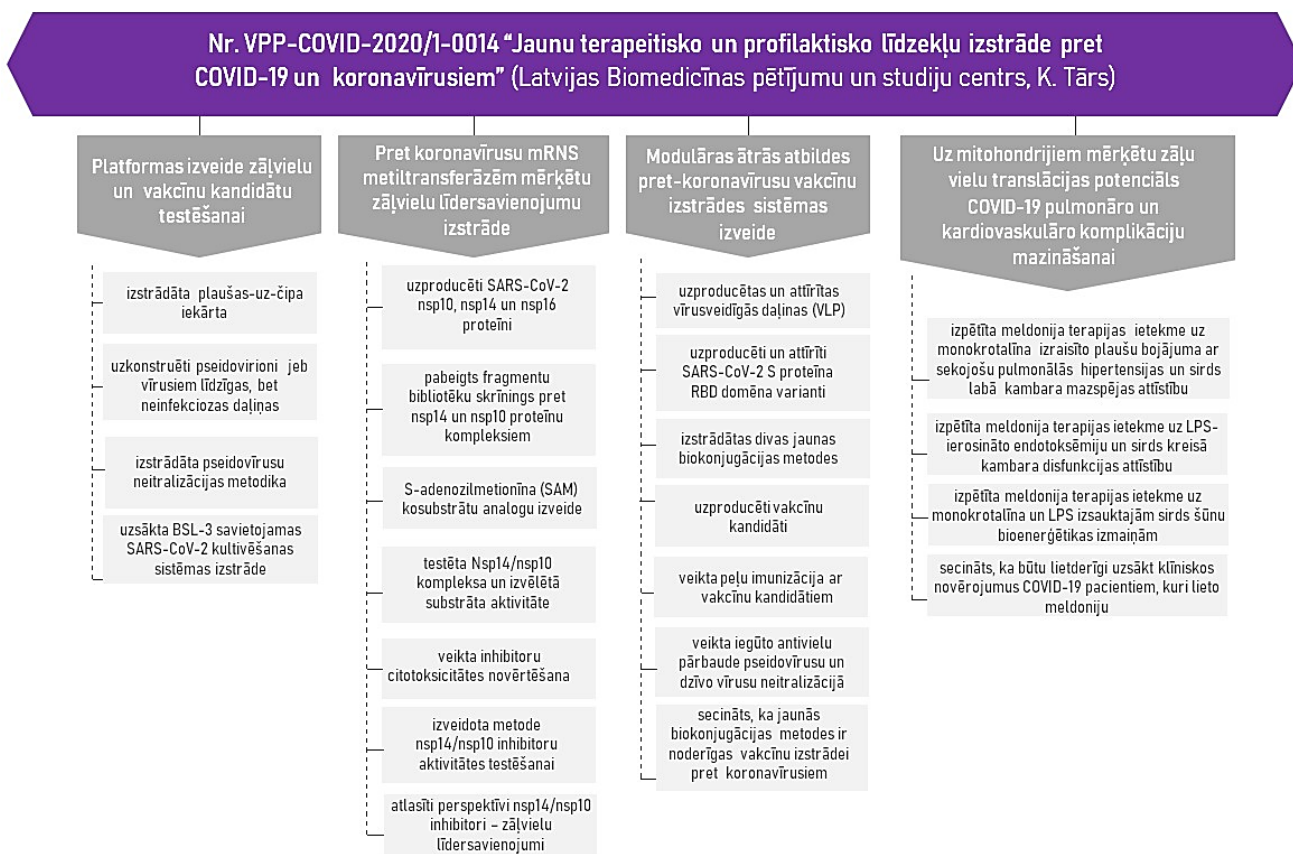 Nr. VPP-COVID-2020/1-0014 “Jaunu terapeitisko un profilaktisko līdzekļu izstrāde pret
COVID-19 un koronavīrusiem” (Latvijas Biomedicīnas pētījumu un studiju centrs, K. Tārs)
Platformas izveide zāļvielu
un vakcīnu kandidātu
testēšanai
izstrādāta plaušas-uz-čipa
iekārta
uzkonstruēti pseidovirioni jeb
vīrusiem līdzīgas, bet
neinfekciozas daļiņas
izstrādāta pseidovīrusu
neitralizācijas metodika
uzsākta BSL-3 savietojamas
SARS-CoV-2 kultivēšanas
sistēmas izstrāde
Pret koronavīrusu mRNS
metiltransferāzēm mērķētu
zāļvielu līdersavienojumu
izstrāde
uzproducēti SARS-CoV-2
nsp10, nsp14 un nsp16
proteīni
pabeigts fragmentu
bibliotēku skrīnings pret
nsp14 un nsp10 proteīnu
kompleksiem
S-adenozilmetionīna (SAM)
kosubstrātu analogu izveide
testēta Nsp14/nsp10
kompleksa un izvēlētā
substrāta aktivitāte
veikta inhibitoru
citotoksicitātes novērtēšana
izveidota metode
nsp14/nsp10 inhibitoru
aktivitātes testēšanai
atlasīti perspektīvi nsp14/nsp10
inhibitori – zāļvielu
līdersavienojumi
Modulāras ātrās atbildes
pret-koronavīrusu vakcīnu
izstrādes sistēmas
izveide
uzproducētas un attīrītas
vīrusveidīgās daļiņas (VLP)
uzproducēti un attīrīti
SARS-CoV-2 S proteīna
RBD domēna varianti
izstrādātas divas jaunas
biokonjugācijas metodes
uzproducēti vakcīnu
kandidāti
veikta peļu imunizācija ar
vakcīnu kandidātiem
veikta iegūto antivielu
pārbaude pseidovīrusu un
dzīvo vīrusu neitralizācijā
secināts, ka jaunās
biokonjugācijas metodes ir
noderīgas vakcīnu izstrādei
pret koronavīrusiem
Uz mitohondrijiem mērķētu zāļu
vielu translācijas potenciāls
COVID-19 pulmonāro un
kardiovaskulāro komplikāciju
mazināšanai
izpētīta meldonija terapijas ietekme uz
monokrotalīna izraisīto plaušu bojājuma ar
sekojošu pulmonālās hipertensijas un sirds
labā kambara mazspējas attīstību
izpētīta meldonija terapijas ietekme uz LPS-
ierosināto endotoksēmiju un sirds kreisā
kambara disfunkcijas attīstību
izpētīta meldonija terapijas ietekme uz
monokrotalīna un LPS izsauktajām sirds šūnu
bioenerģētikas izmaiņām
secināts, ka būtu lietderīgi uzsākt klīniskos
novērojumus COVID-19 pacientiem, kuri lieto
meldoniju